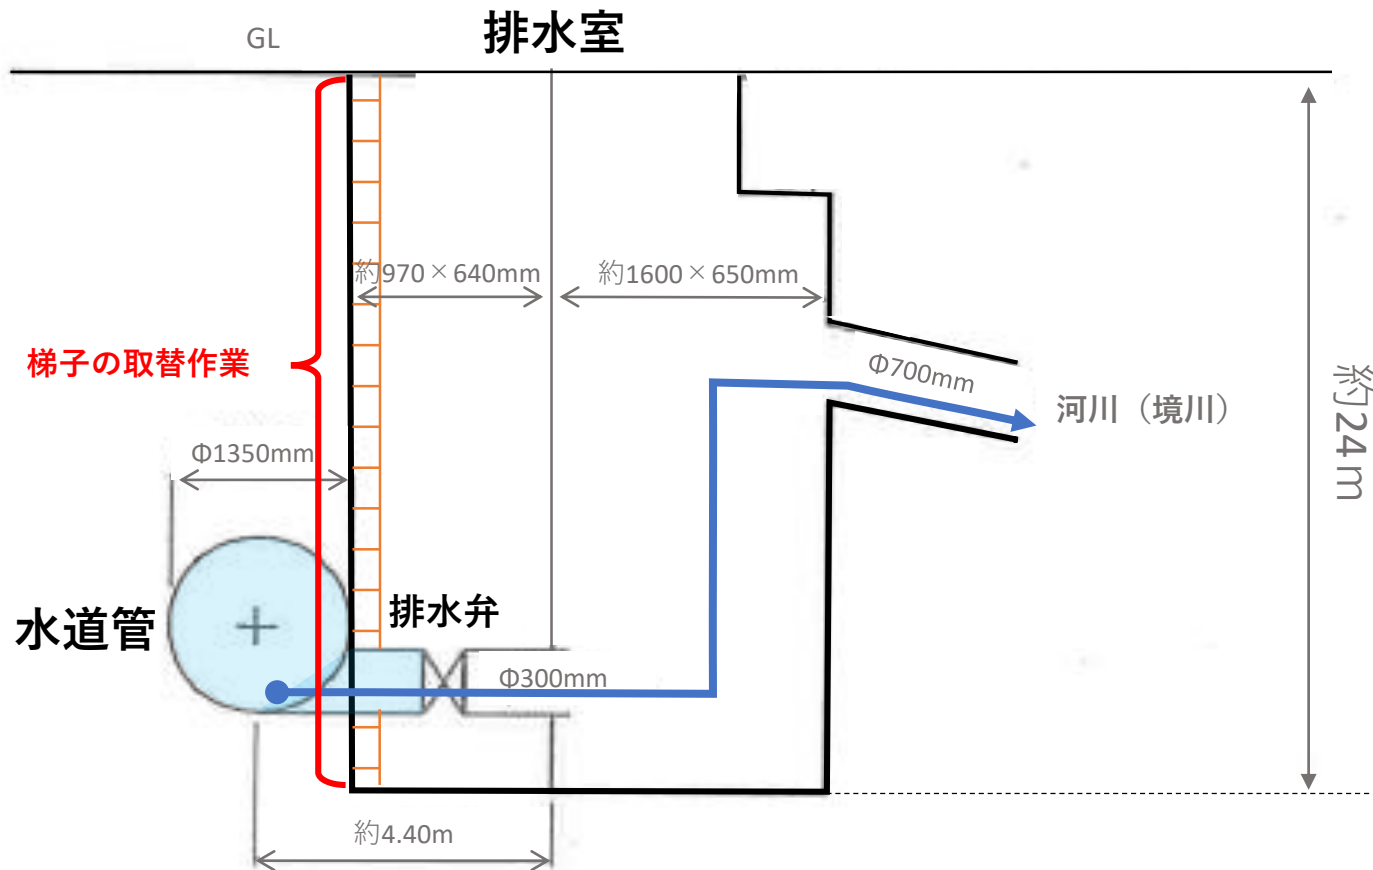 排水室
GL
約970×640mm
約1600×650mm
梯子の取替作業
Φ700mm
河川（境川）
約24m
Φ1350mm
水道管
排水弁
Φ300mm
約4.40m